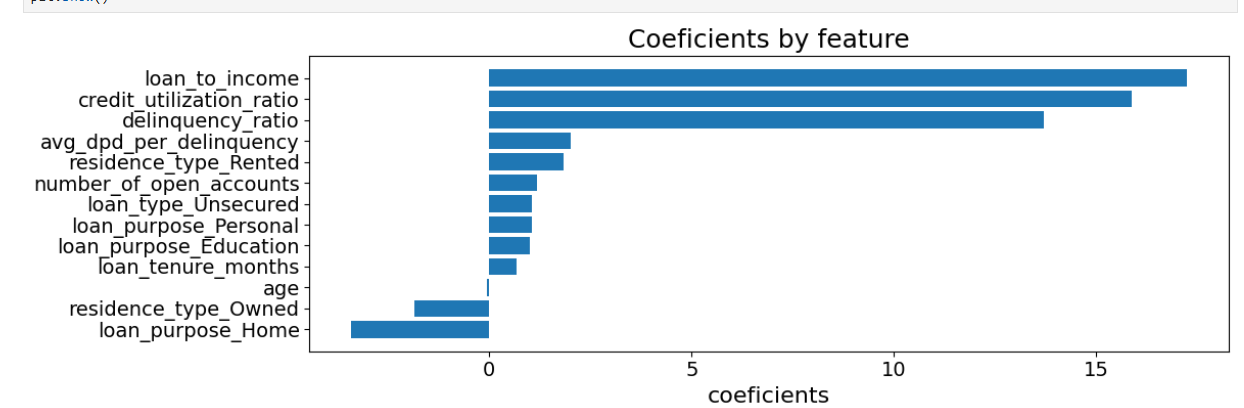 Coeficients by feature
loan_to_income
credit_utilization_ratio
delinquency_ratio
avg_dpd_per_delinquency
residence_type_Rented
number_of_open_accounts
loan_type_Unsecured
loan_purpose_Personal
loan_purpose_Education
loan_tenure_months
age
residence_type_Owned
loan_purpose_Home
0 5 10 15
coeficients